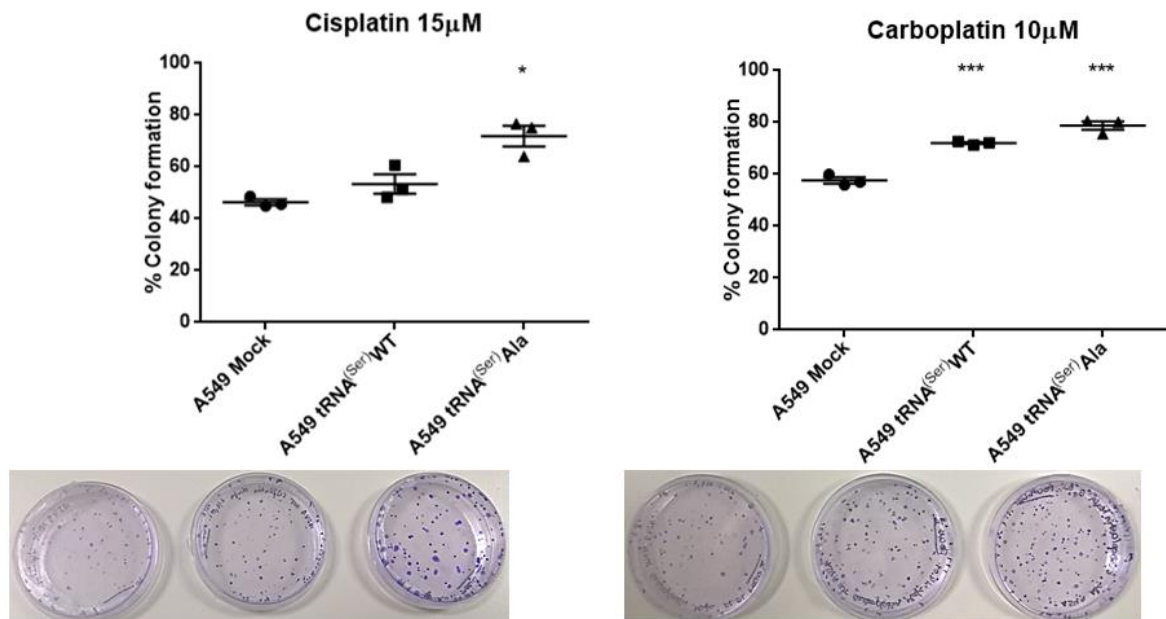 Cisplatin 15µM
*
% Colony formation
100
80
60
40
20
0
A549 Mock
A549 tRNA(Ser)WT
A549 tRNA(Ser)Ala
Carboplatin 10µM
***
***
% Colony formation
100
80
60
40
20
0
A549 Mock
A549 tRNA(Ser)WT
A549 tRNA(Ser)Ala